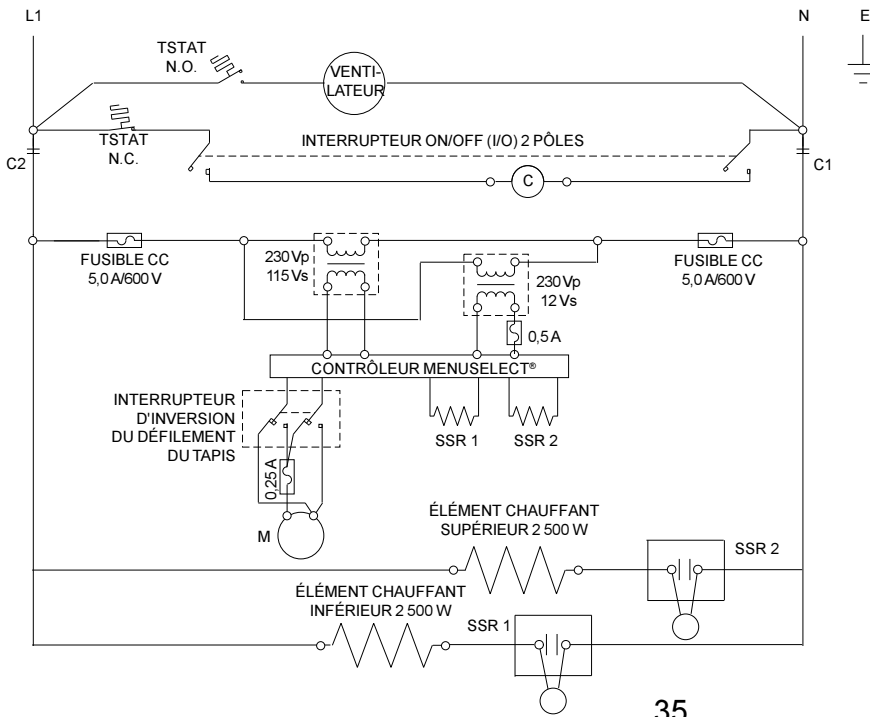 L1
N
E
TSTAT
N.O.
VENTI-
LATEUR
TSTAT
N.C.
INTERRUPTEUR ON/OFF (I/O) 2 PÔLES
C2
C
C1
FUSIBLE CC
5,0 A/600 V
230 Vp
115 Vs
230 Vp
12 Vs
FUSIBLE CC
5,0 A/600 V
0,5 A
CONTRÔLEUR MENUSELECT®
INTERRUPTEUR
D'INVERSION
DU DÉFILEMENT
DU TAPIS
SSR 1
SSR 2
0,25 A
M
ÉLÉMENT CHAUFFANT
SUPÉRIEUR 2 500 W
SSR 2
ÉLÉMENT CHAUFFANT
INFÉRIEUR 2 500 W
SSR 1
35